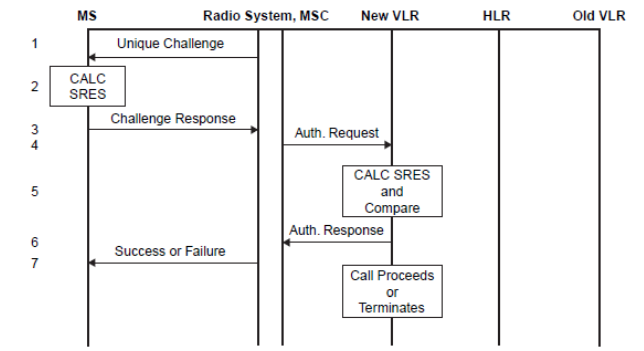 MS Radio System, MSC New VLR HLR Old VLR
1 Unique Challenge
2 CALC
SRES
3 Challenge Response
4 Auth. Request
5 CALC SRES
and
Compare
6 Auth. Response
7 Success or Failure
Call Proceeds
or
Terminates